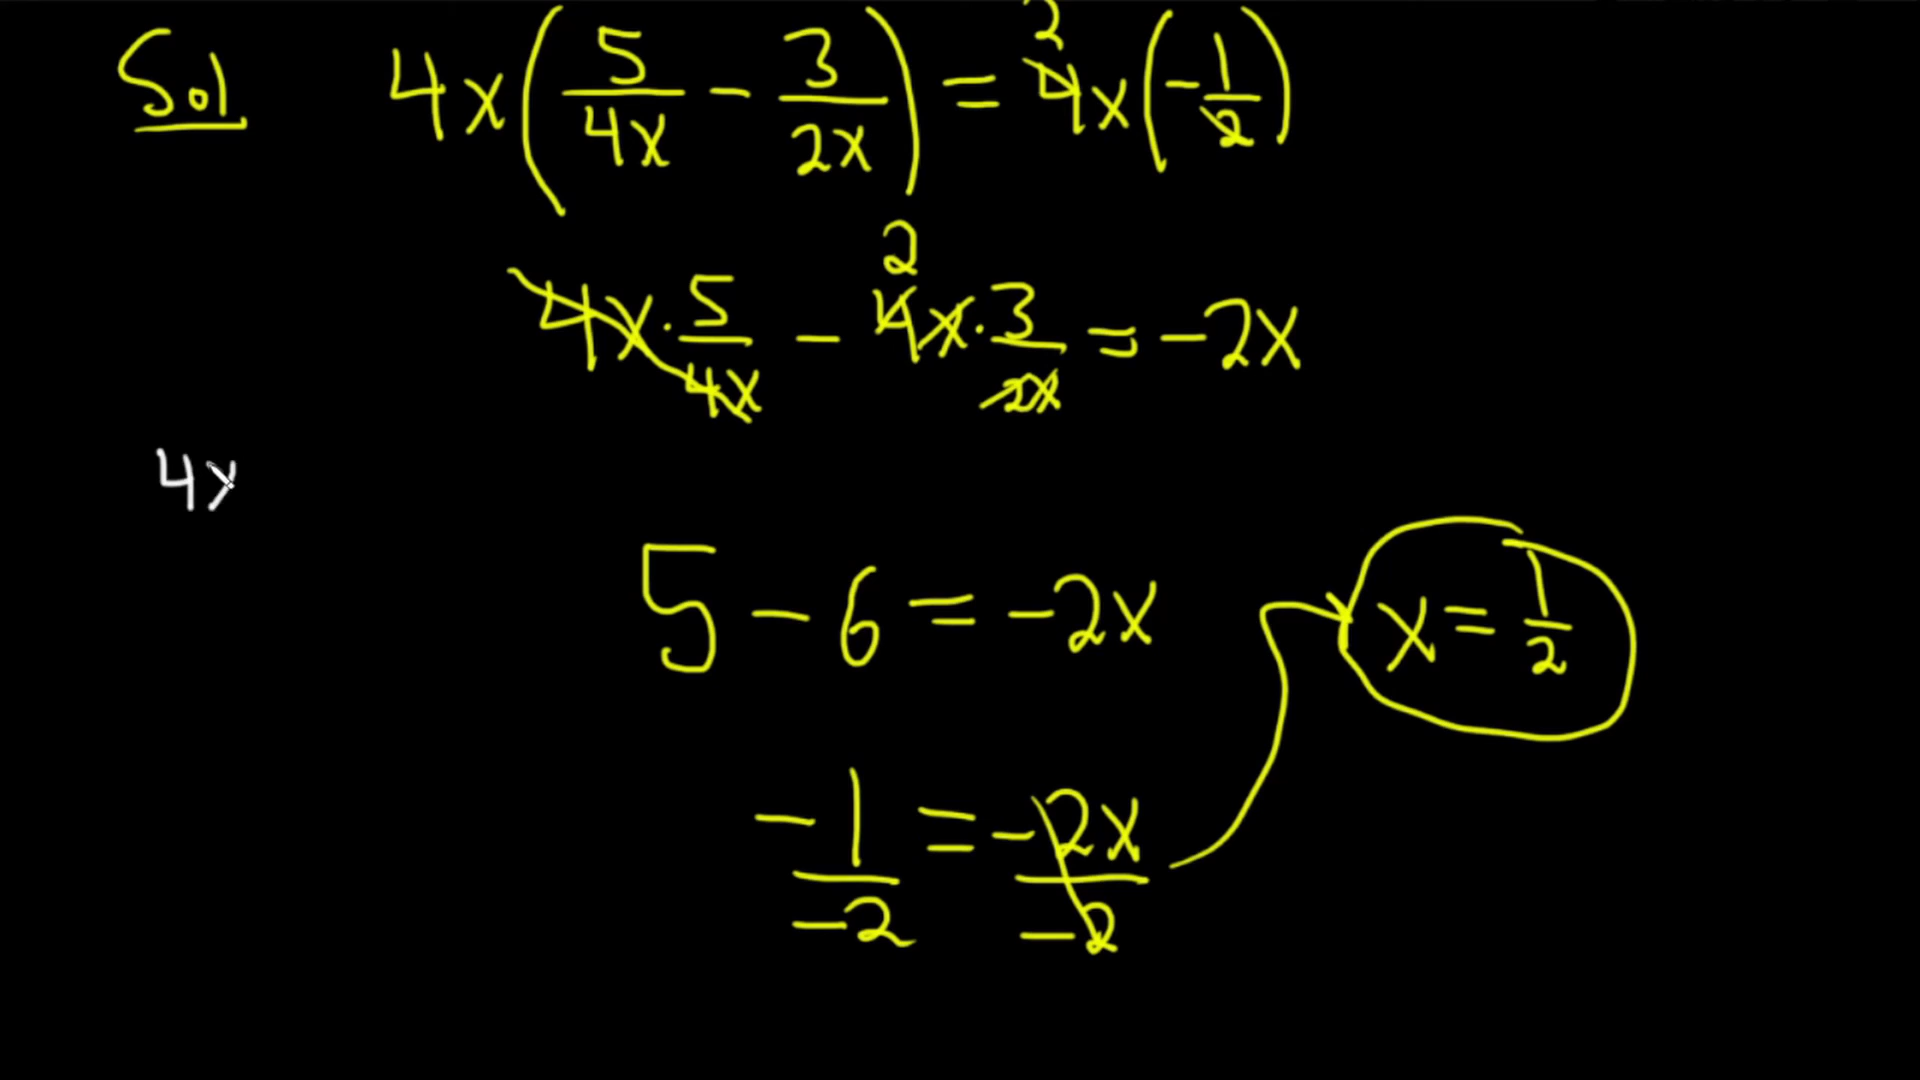 Sol 4x(5/4x - 3/2x) = 2 4x(-1/2)
4x · 5/4x - 2 4x · 3/2x = -2x
4x
5 - 6 = -2x
x = 1/2
-1/-2 = -2x/-2